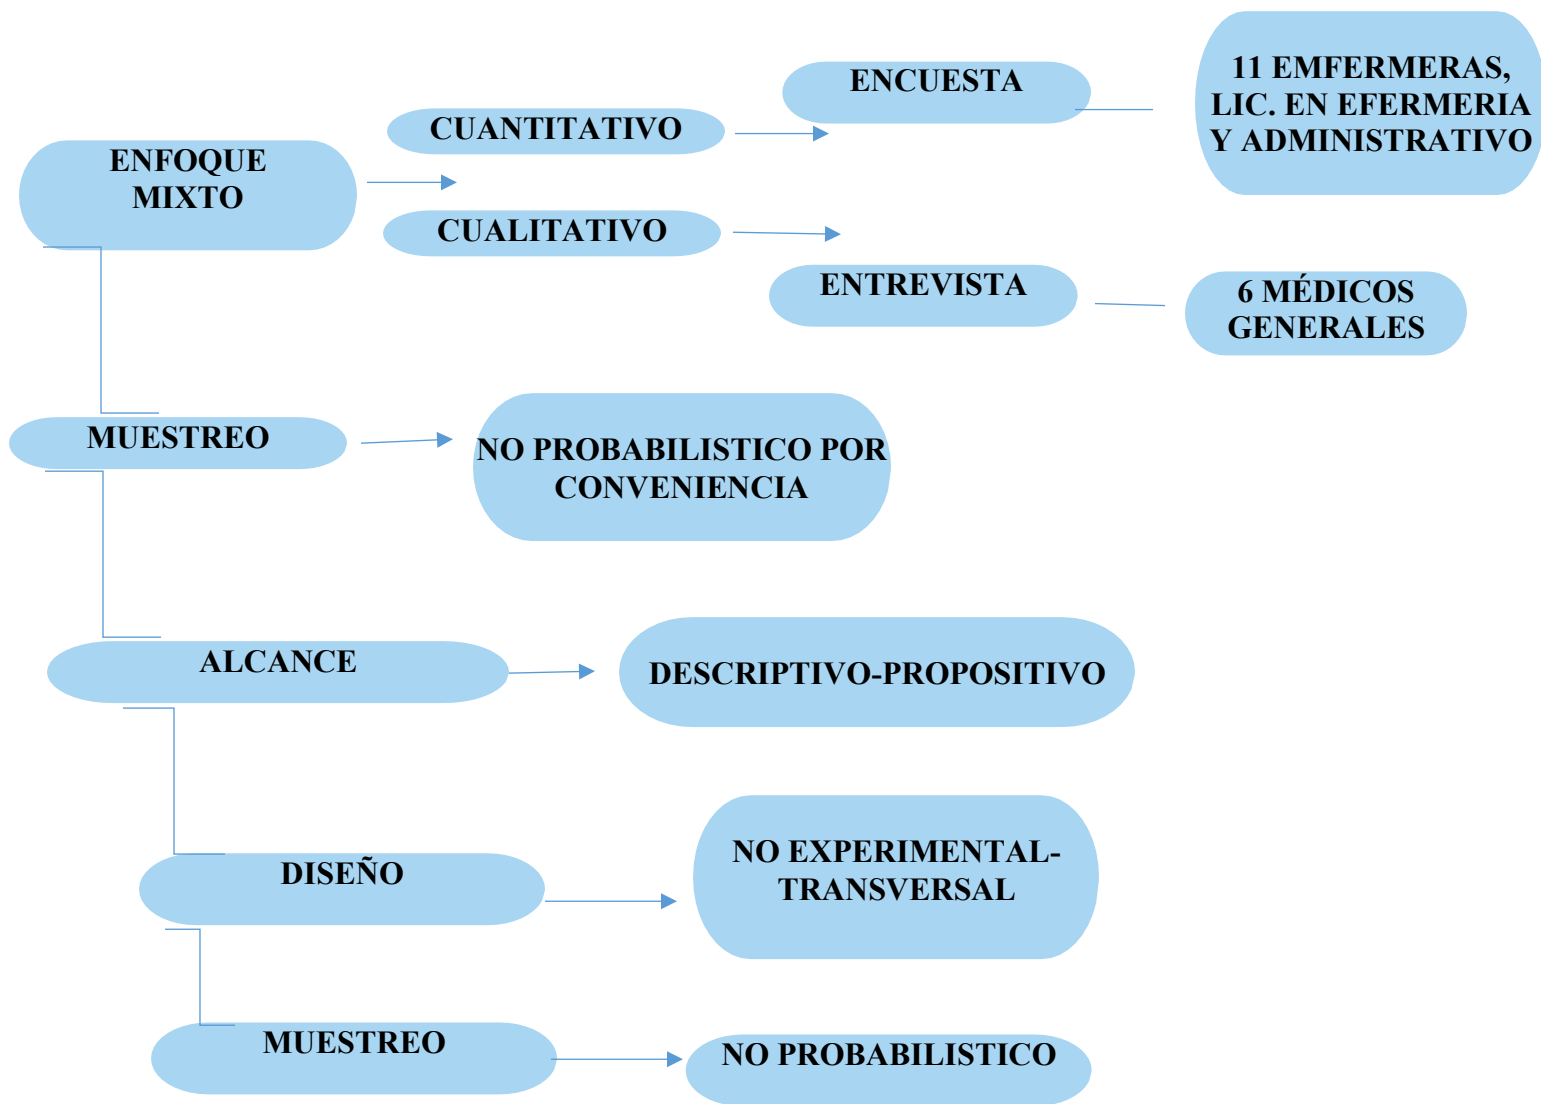 ENFOQUE
MIXTO
CUANTITATIVO
CUALITATIVO
ENCUESTA
ENTREVISTA
11 EMFERMERAS,
LIC. EN EFERMERIA
Y ADMINISTRATIVO
6 MÉDICOS
GENERALES
MUESTREO
NO PROBABILISTICO POR
CONVENIENCIA
ALCANCE
DESCRIPTIVO-PROPOSITIVO
DISEÑO
NO EXPERIMENTAL-
TRANSVERSAL
MUESTREO
NO PROBABILISTICO